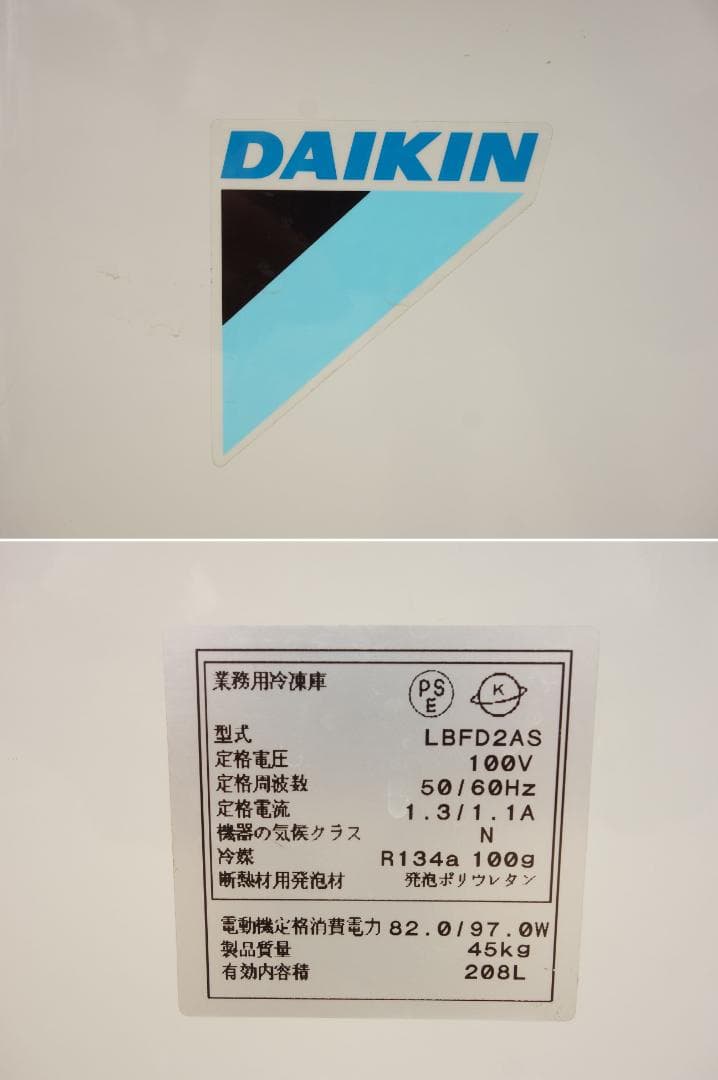 DAIKIN
業務用冷凍庫 PSE K
型式 LBFD2AS
定格電圧 100V
定格周波数 50/60Hz
定格電流 1.3/1.1A
機器の気候クラス N
冷媒 R134a 100g
断熱材用発泡材 発泡ポリウレタン
電動機定格消費電力 82.0/97.0W
製品質量 45kg
有効内容積 208L